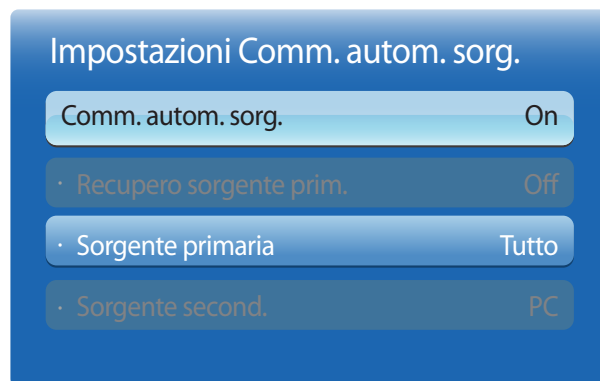 Impostazioni Comm. autom. sorg.
Comm. autom. sorg. On
· Recupero sorgente prim. Off
· Sorgente primaria Tutto
· Sorgente second. PC